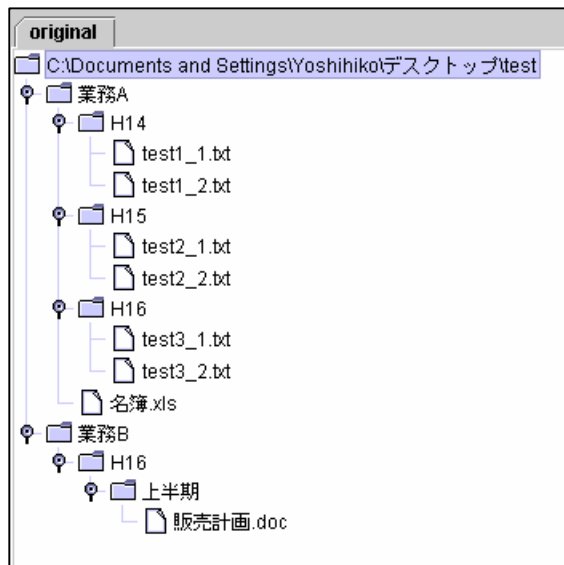 original
C:\Documents and Settings\Yoshihiko\デスクトップ\test
業務A
H14
test1_1.txt
test1_2.txt
H15
test2_1.txt
test2_2.txt
H16
test3_1.txt
test3_2.txt
名簿.xls
業務B
H16
上半期
販売計画.doc